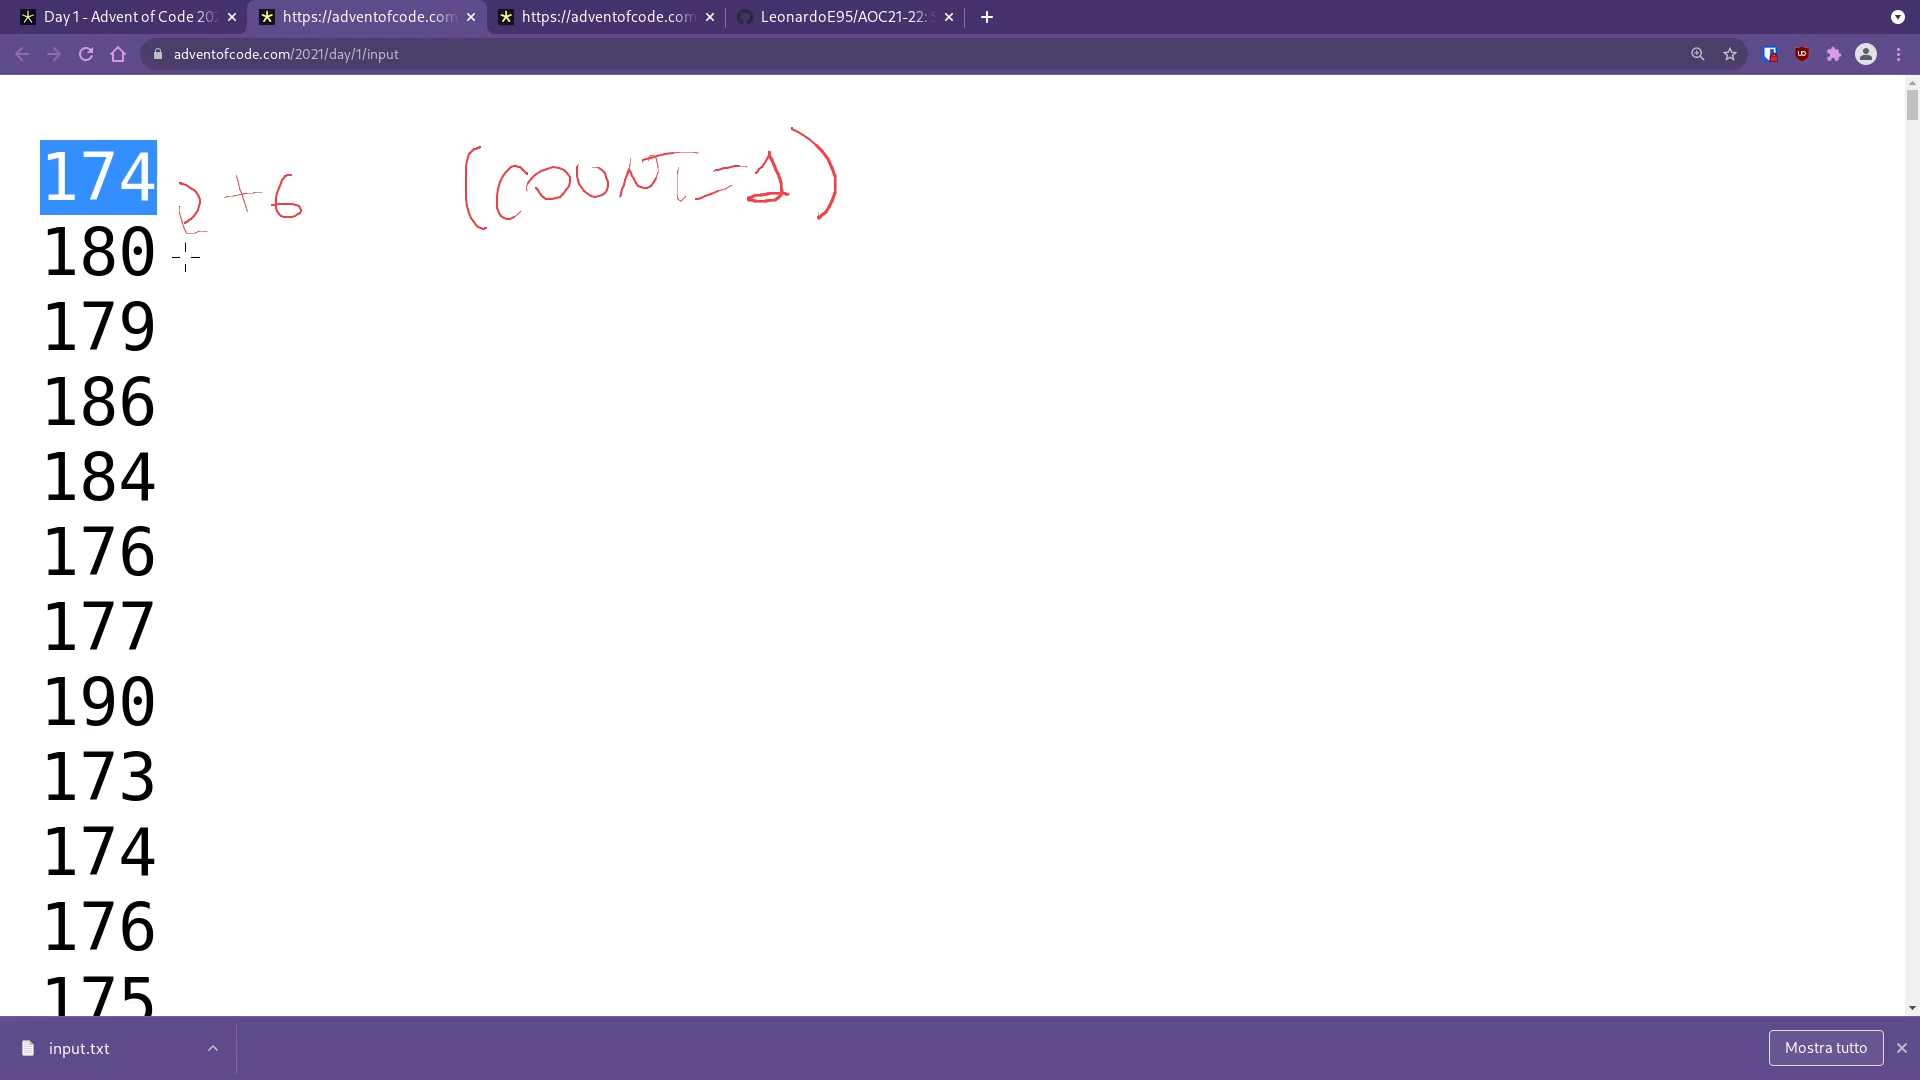 Day 1 - Advent of Code 202
https://adventofcode.com
https://adventofcode.com
LeonardoE95/AOC21-22: S
adventofcode.com/2021/day/1/input
174
+6
(COUNT=1)
180
179
186
184
176
177
190
173
174
176
175
input.txt
Mostra tutto